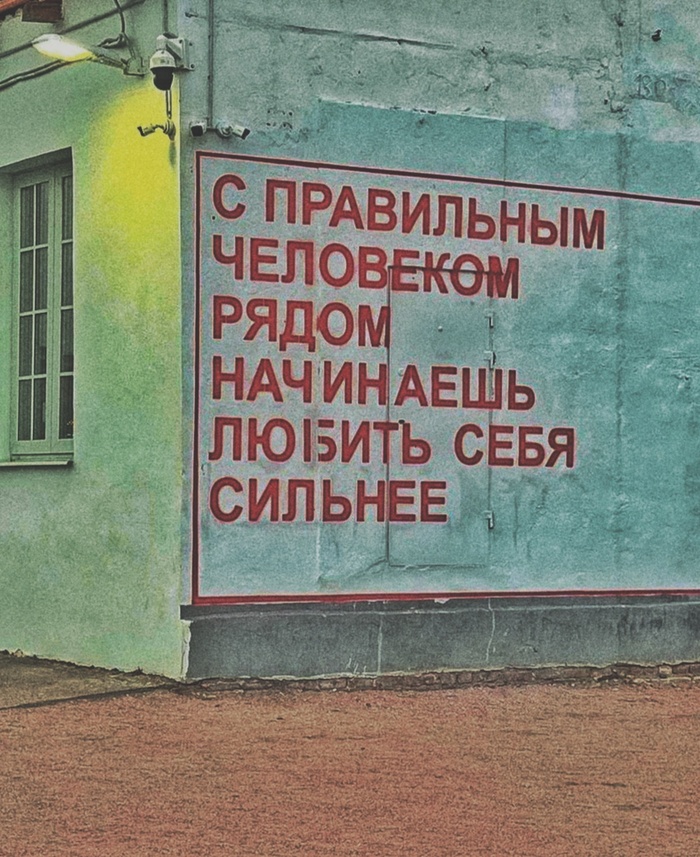 С ПРАВИЛЬНЫМ
ЧЕЛОВЕКОМ
РЯДОМ
НАЧИНАЕШЬ
ЛЮБИТЬ СЕБЯ
СИЛЬНЕЕ